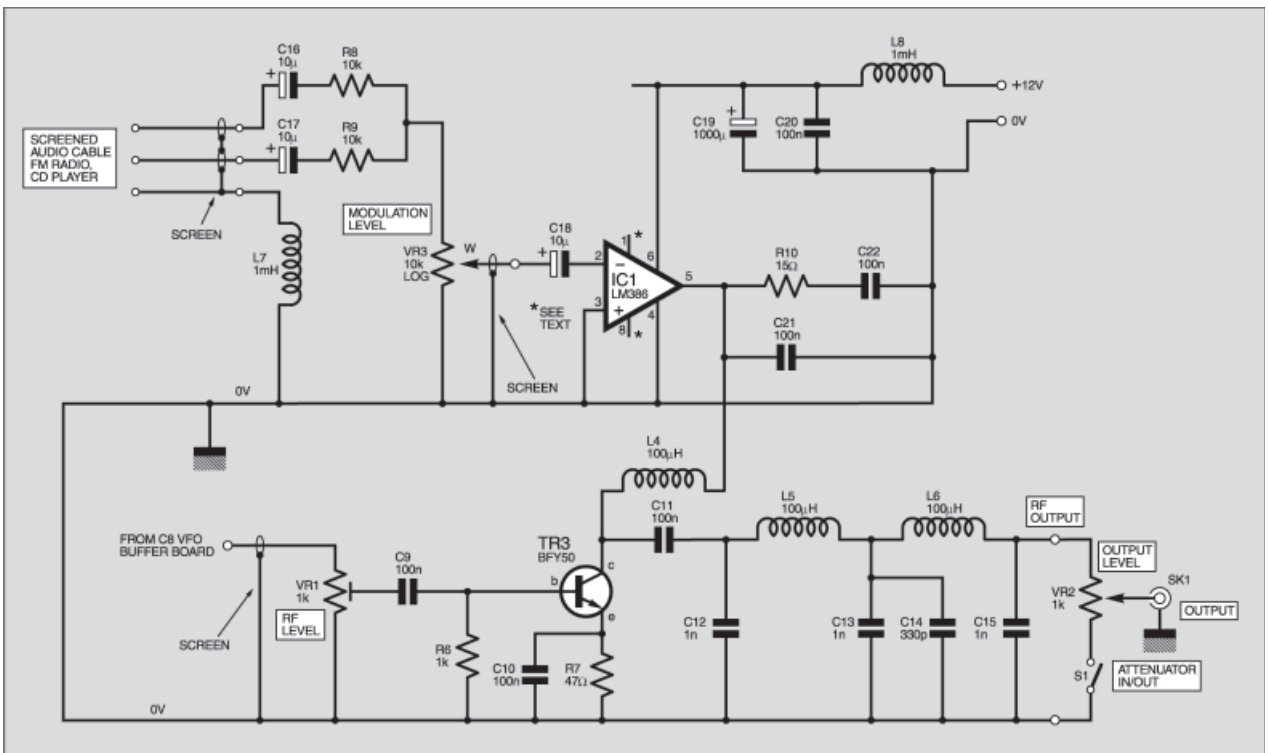 C16
10µ
R8
10k
C17
10µ
R9
10k
+
+
SCREENED
AUDIO CABLE
FM RADIO,
CD PLAYER
SCREEN
L7
1mH
MODULATION
LEVEL
VR3
10k
LOG
W
C18
10µ
+
SCREEN
*SEE
TEXT
1
*
2
−
6
IC1
LM386
5
3
+
4
8
*
L8
1mH
+12V
0V
C19
1000µ
+
C20
100n
R10
15Ω
C22
100n
C21
100n
0V
L4
100µH
C11
100n
L5
100µH
L6
100µH
RF
OUTPUT
OUTPUT
LEVEL
VR2
1k
SK1
OUTPUT
S1
ATTENUATOR
IN/OUT
FROM C8 VFO
BUFFER BOARD
SCREEN
VR1
1k
RF
LEVEL
C9
100n
TR3
BFY50
b
c
e
R6
1k
C10
100n
R7
47Ω
C12
1n
C13
1n
C14
330p
C15
1n
0V